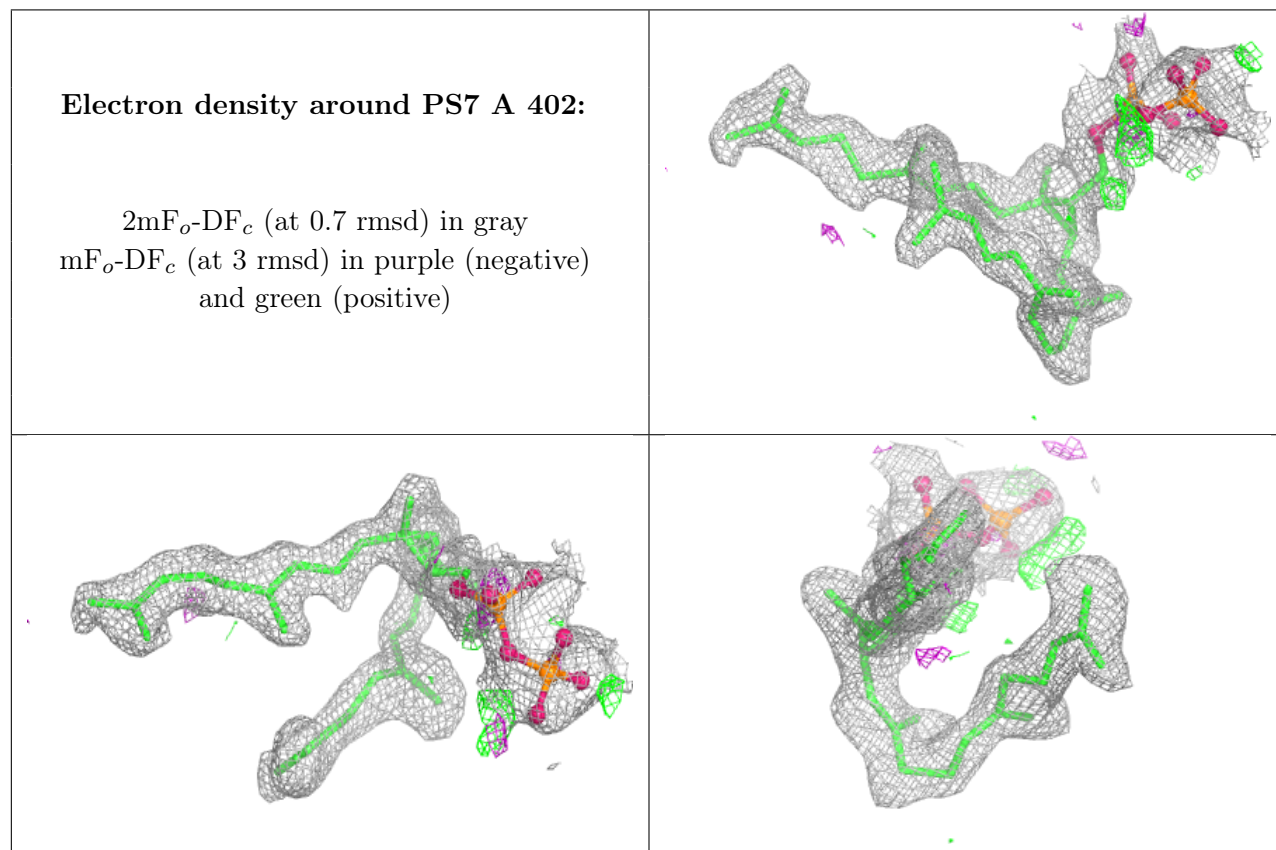 Electron density around PS7 A 402:
2mFo-DFc (at 0.7 rmsd) in gray
mFo-DFc (at 3 rmsd) in purple (negative)
and green (positive)